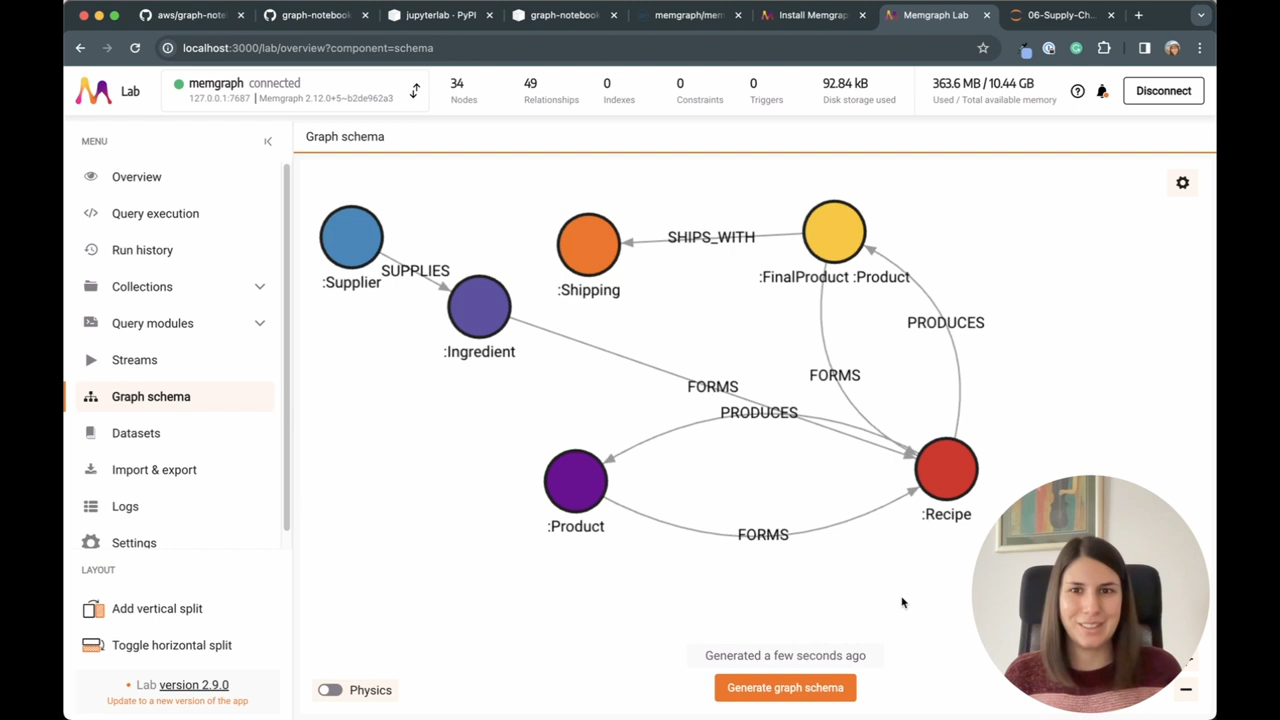 aws/graph-note
graph-notebook
jupyterlab - PyPI
graph-notebook
memgraph/mem
Install Memgrap
Memgraph Lab
06-Supply-Ch
localhost:3000/lab/overview?component=schema
Lab
memgraph connected
127.0.0.1:7687 | Memgraph 2.12.0+5~b2de962a3
34
Nodes
49
Relationships
0
Indexes
0
Constraints
0
Triggers
92.84 kB
Disk storage used
363.6 MB / 10.44 GB
Used / Total available memory
Disconnect
MENU
Overview
Query execution
Run history
Collections
Query modules
Streams
Graph schema
Datasets
Import & export
Logs
Settings
LAYOUT
Add vertical split
Toggle horizontal split
• Lab version 2.9.0
Update to a new version of the app
Graph schema
SHIPS_WITH
SUPPLIES
:Supplier
:Shipping
:FinalProduct :Product
PRODUCES
:Ingredient
FORMS
FORMS
PRODUCES
:Recipe
:Product
FORMS
Generated a few seconds ago
Generate graph schema
Physics